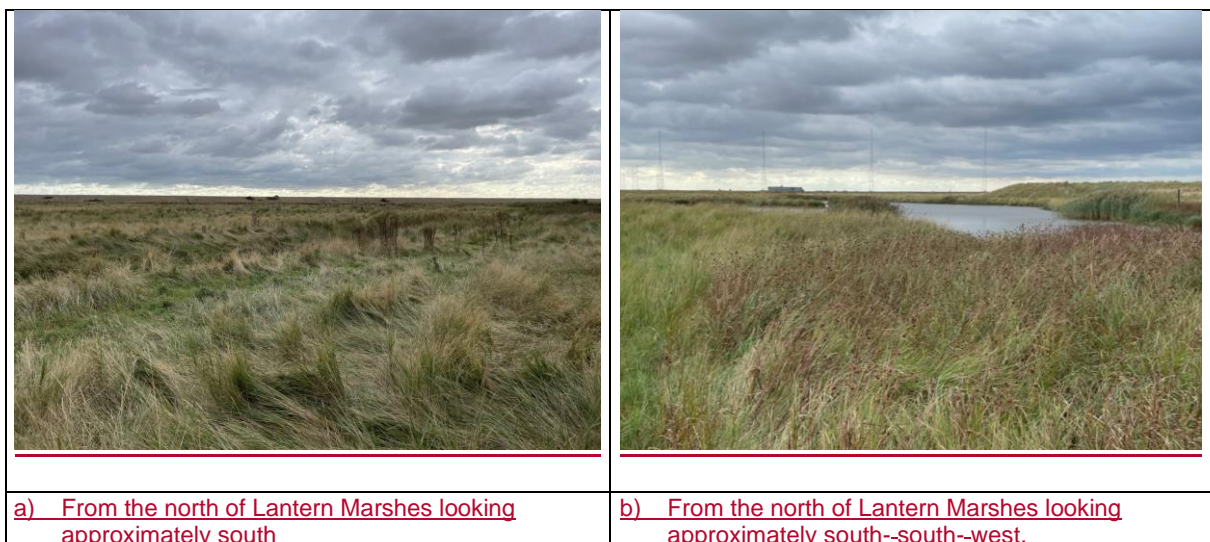 a) From the north of Lantern Marshes looking
approximately south
b) From the north of Lantern Marshes looking
approximately south--south--west.